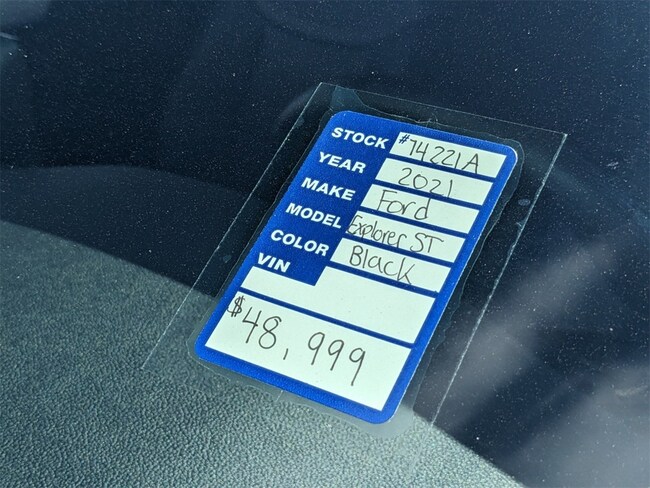 STOCK #74221A
YEAR 2021
MAKE Ford
MODEL Explorer ST
COLOR Black
VIN
$48,999